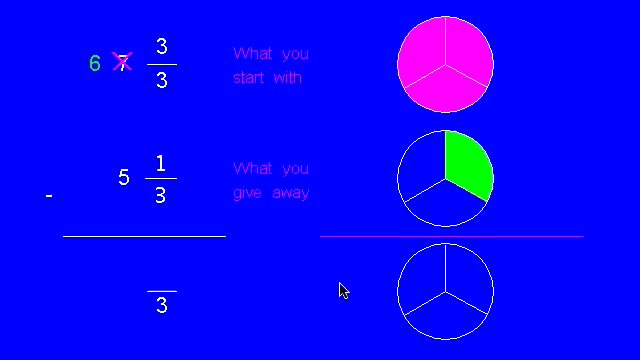 6 7 3/3
What you
start with
- 5 1/3
What you
give away
/3